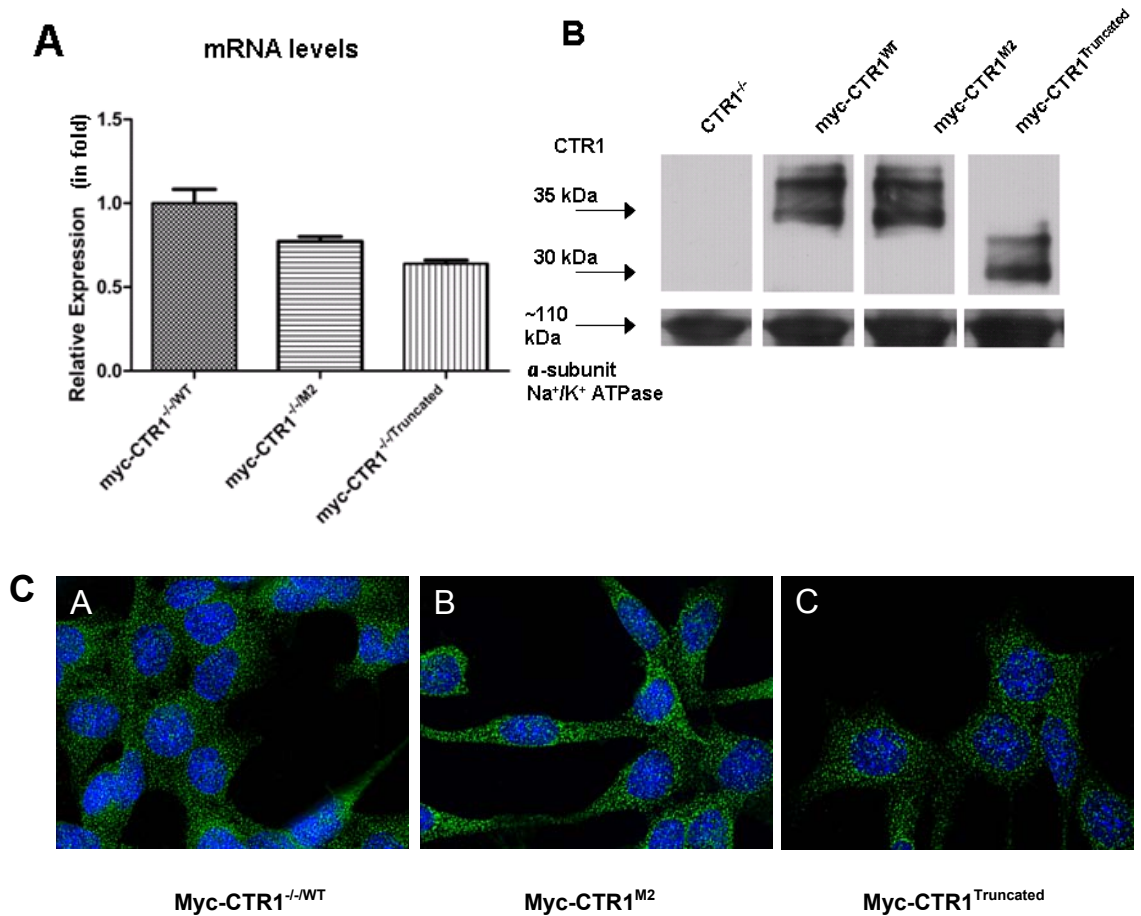 A
mRNA levels
Relative Expression (in fold)
1.5
1.0
0.5
0.0
myc-CTR1-/-/WT
myc-CTR1-/-/M2
myc-CTR1-/-/Truncated
B
CTR1-/-
myc-CTR1WT
myc-CTR1M2
myc-CTR1Truncated
CTR1
35 kDa
30 kDa
~110
kDa
α-subunit
Na+/K+ ATPase
C
A
B
C
Myc-CTR1-/-/WT
Myc-CTR1M2
Myc-CTR1Truncated